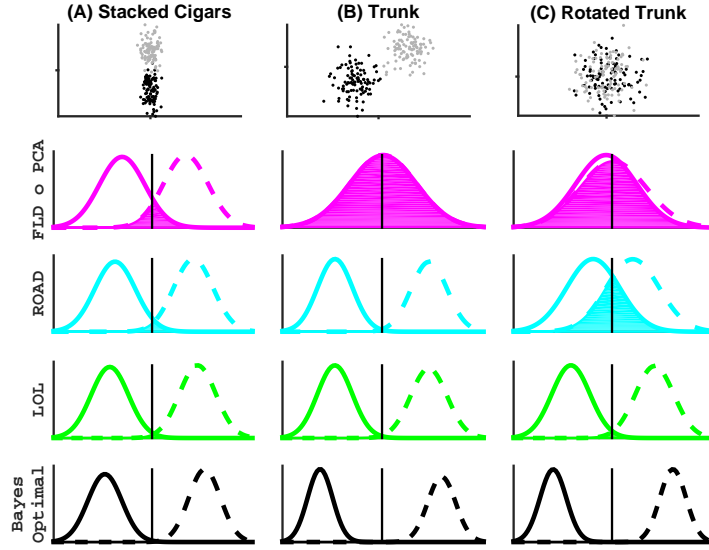 (A) Stacked Cigars
(B) Trunk
(C) Rotated Trunk
FLD o PCA
ROAD
LOL
Bayes
Optimal